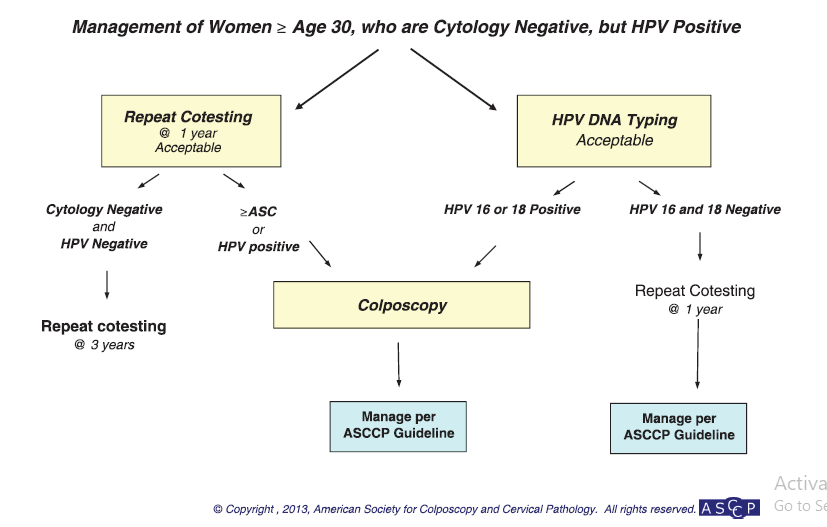 Management of Women ≥ Age 30, who are Cytology Negative, but HPV Positive
Repeat Cotesting
@ 1 year
Acceptable
HPV DNA Typing
Acceptable
Cytology Negative
and
HPV Negative
≥ASC
or
HPV positive
HPV 16 or 18 Positive
HPV 16 and 18 Negative
Repeat cotesting
@ 3 years
Colposcopy
Repeat Cotesting
@ 1 year
Manage per
ASCCP Guideline
Manage per
ASCCP Guideline
© Copyright , 2013, American Society for Colposcopy and Cervical Pathology. All rights reserved.
ASCCP
Activa
Go to Se